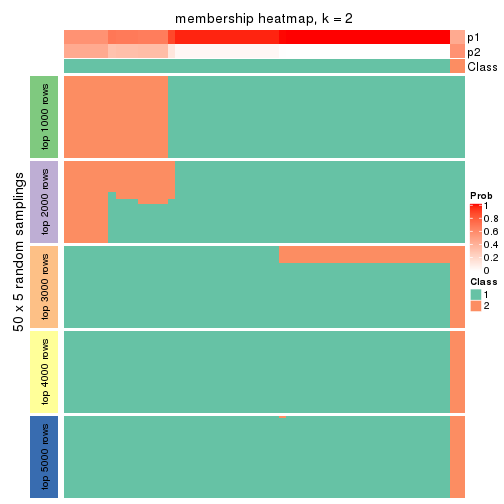 membership heatmap, k = 2
p1
p2
Class
50 x 5 random samplings
top 1000 rows
top 2000 rows
top 3000 rows
top 4000 rows
top 5000 rows
Prob
1
0.8
0.6
0.4
0.2
0
Class
1
2